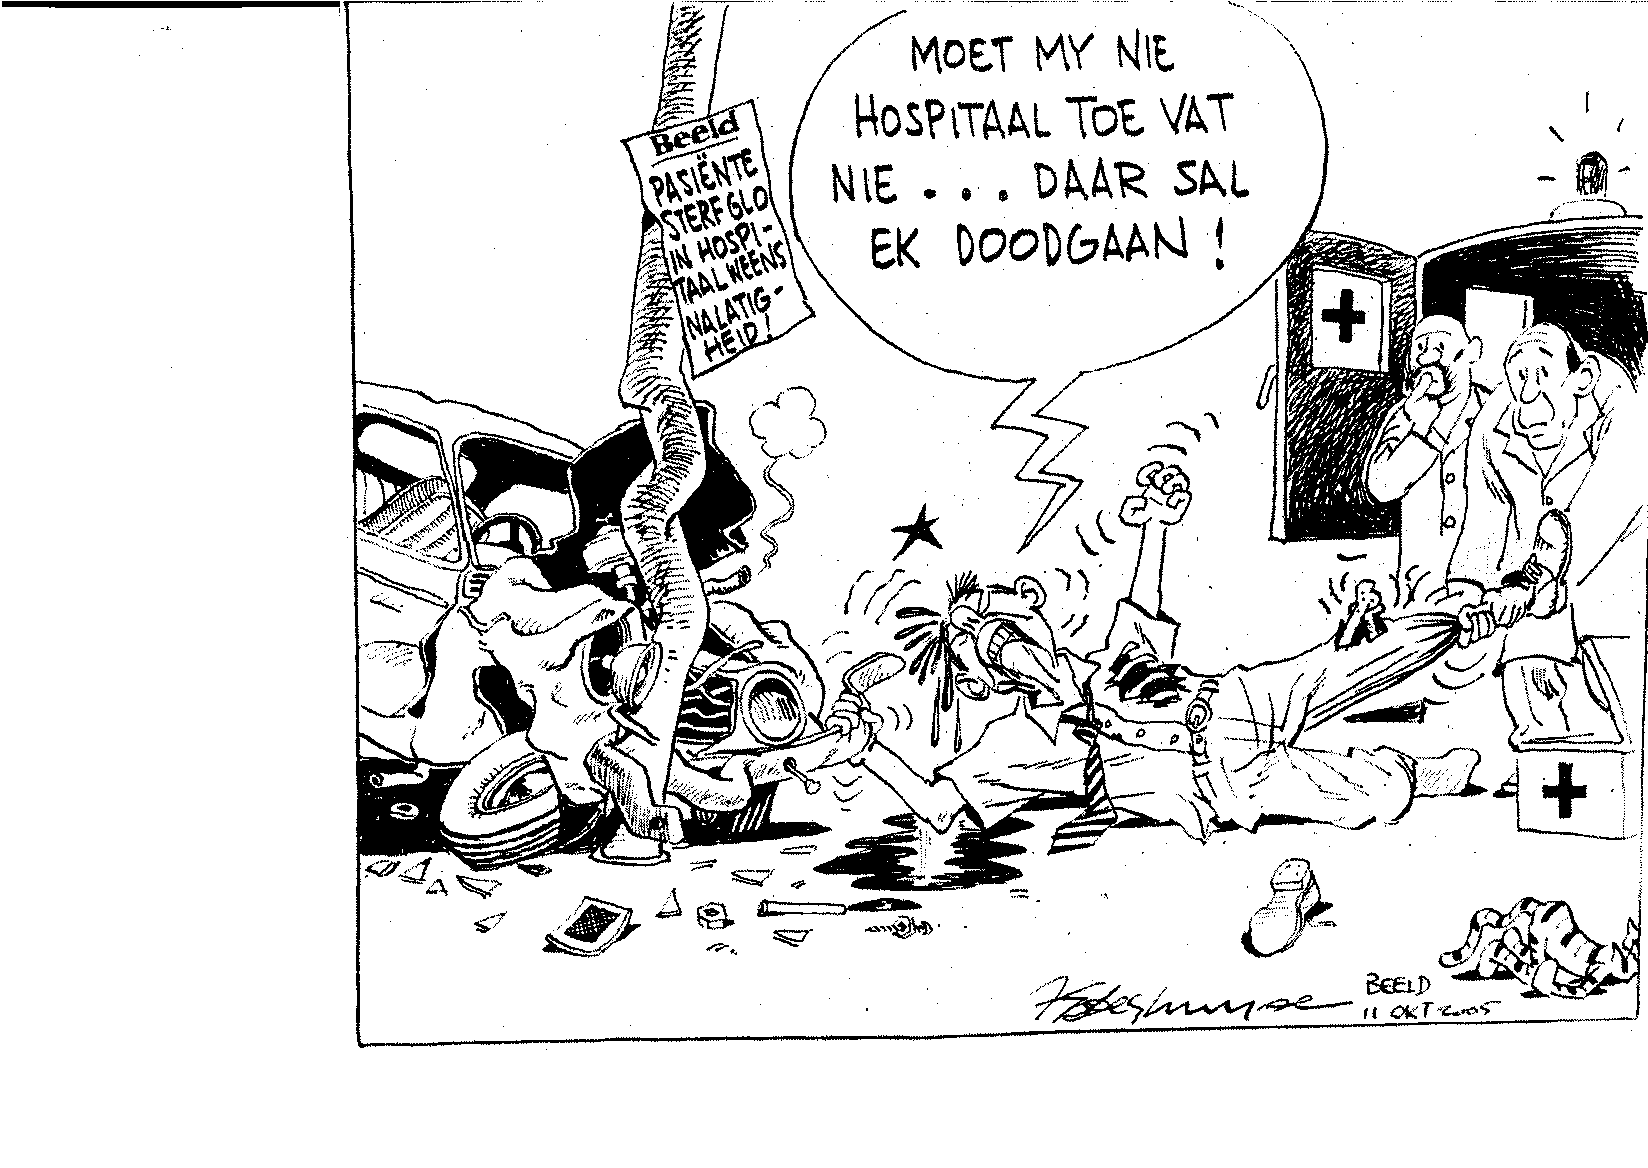 Beeld
PASIËNTE
STERF GLO
IN HOSPI-
TAAL WEENS
NALATIG-
HEID!
MOET MY NIE
HOSPITAAL TOE VAT
NIE . . . DAAR SAL
EK DOODGAAN!
BEELD
11 OKT 2005